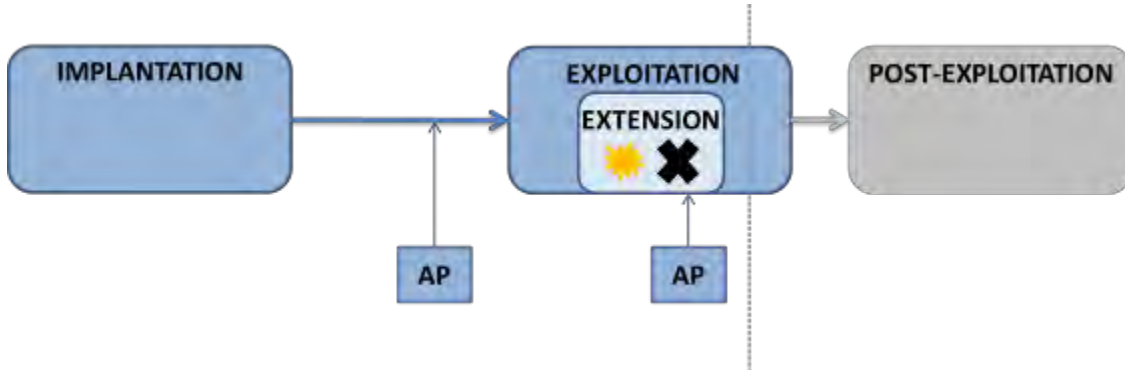 IMPLANTATION
EXPLOITATION
POST-EXPLOITATION
EXTENSION
AP
AP